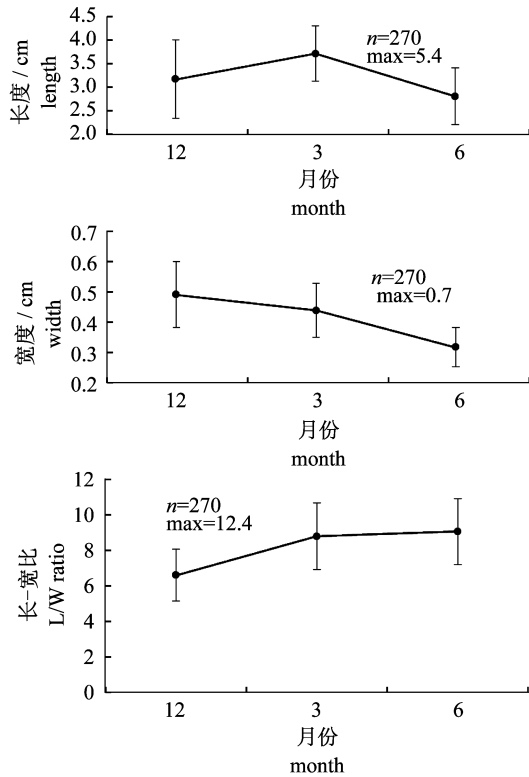 4.5
4.0
3.5
3.0
2.5
2.0
长度 / cm
length
n=270
max=5.4
12 3 6
月份
month
0.7
0.6
0.5
0.4
0.3
0.2
宽度 / cm
width
n=270
max=0.7
12 3 6
月份
month
12
10
8
6
4
2
0
长-宽比
L/W ratio
n=270
max=12.4
12 3 6
月份
month